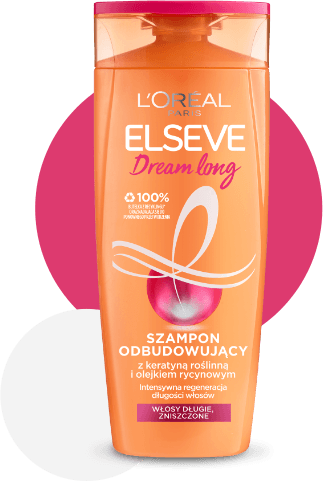 L'ORÉAL
PARIS
ELSEVE
Dream long
100%
SZAMPON
ODBUDOWUJĄCY
z keratyną roślinną
i olejkiem rycynowym
Intensywna regeneracja
długości włosów
WŁOSY DŁUGIE,
ZNISZCZONE